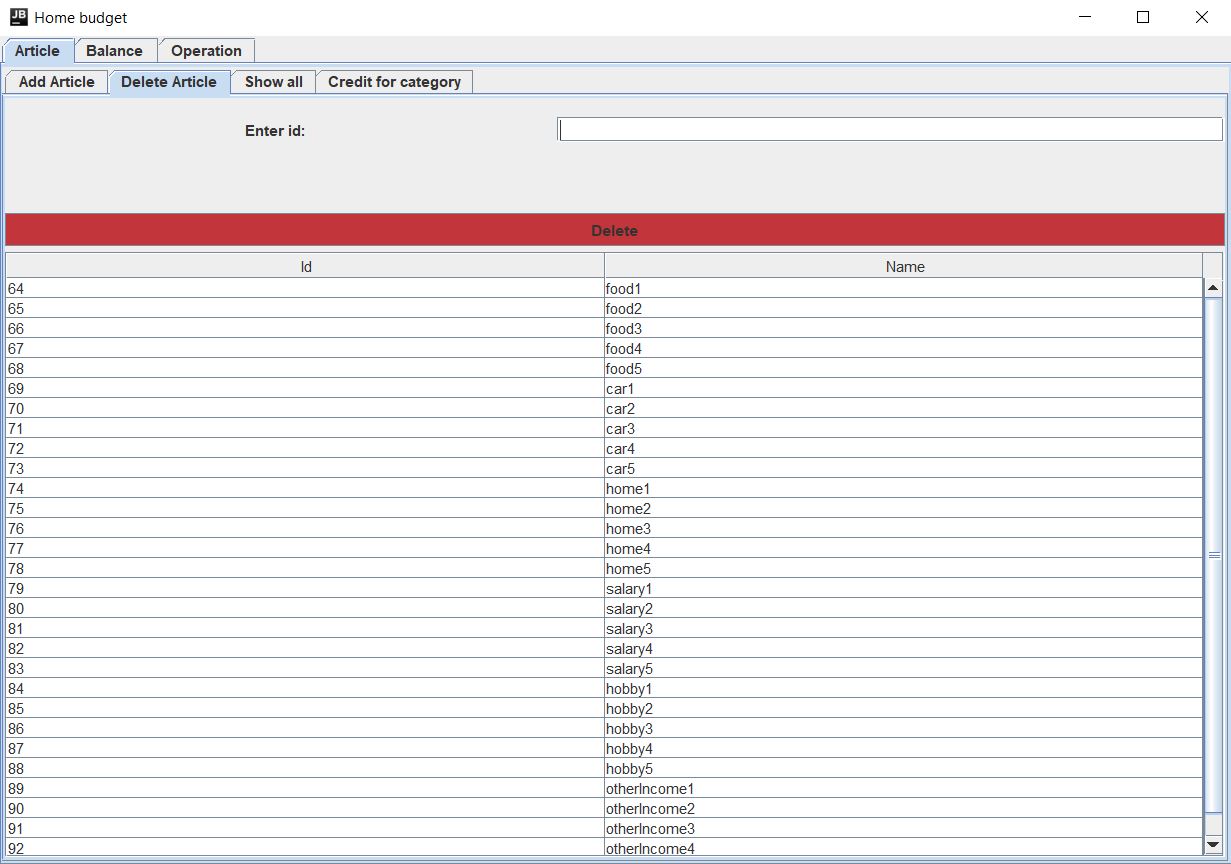 JB Home budget
Article Balance Operation
Add Article Delete Article Show all Credit for category
Enter id:
Delete
Id Name
64 food1
65 food2
66 food3
67 food4
68 food5
69 car1
70 car2
71 car3
72 car4
73 car5
74 home1
75 home2
76 home3
77 home4
78 home5
79 salary1
80 salary2
81 salary3
82 salary4
83 salary5
84 hobby1
85 hobby2
86 hobby3
87 hobby4
88 hobby5
89 otherIncome1
90 otherIncome2
91 otherIncome3
92 otherIncome4